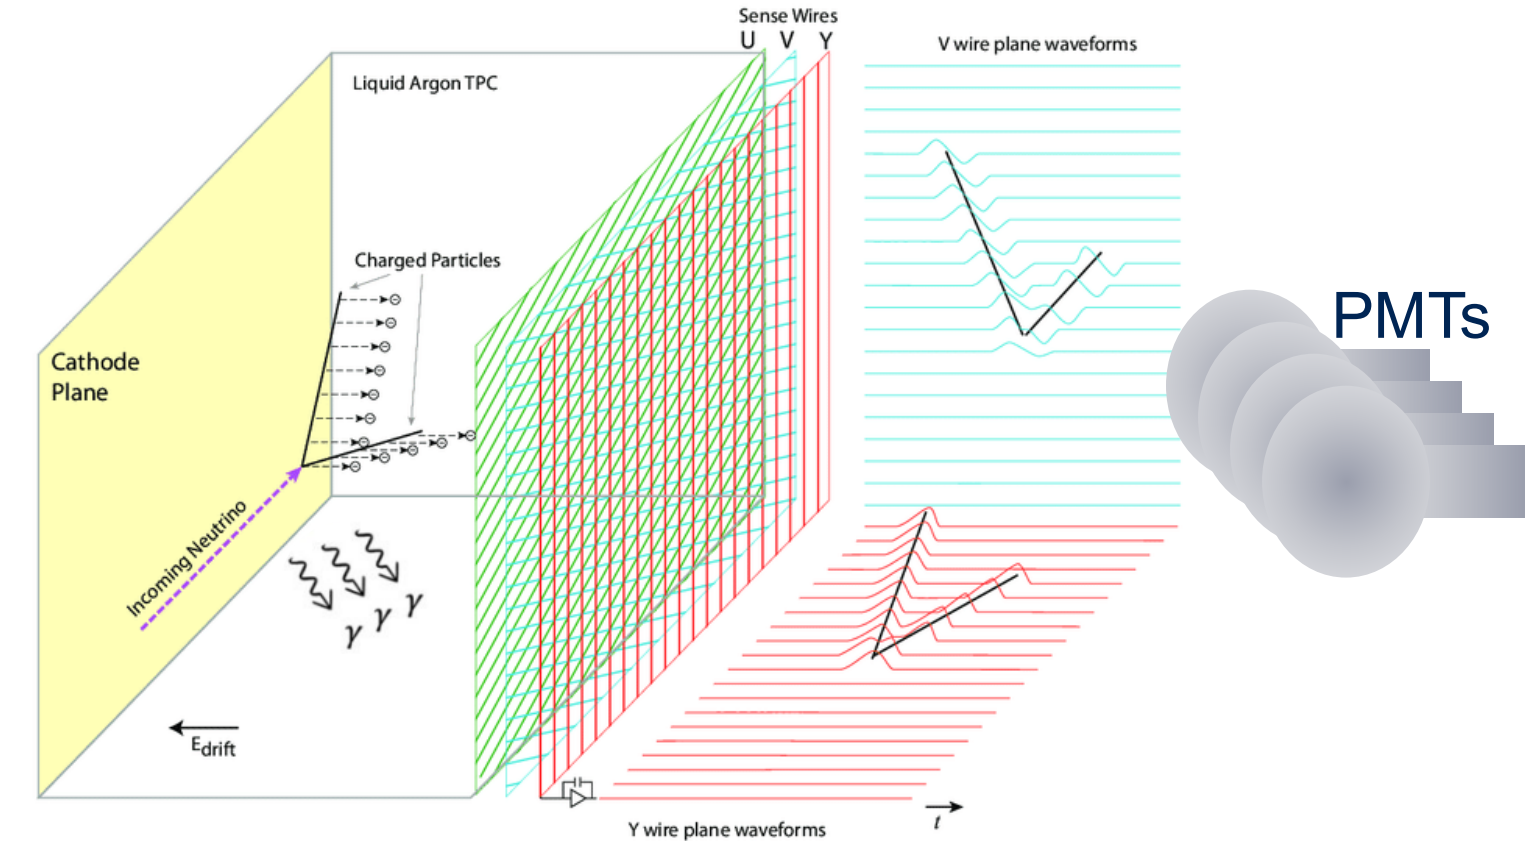 Sense Wires
U V Y
V wire plane waveforms
Liquid Argon TPC
Charged Particles
PMTs
Cathode
Plane
Incoming Neutrino
γ γ γ
Edrift
t
Y wire plane waveforms